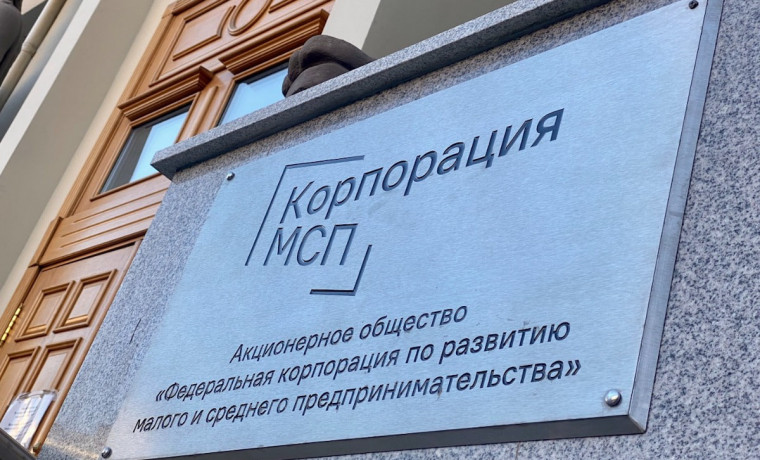 Корпорация
МСП
Акционерное общество
«Федеральная корпорация по развитию
малого и среднего предпринимательства»